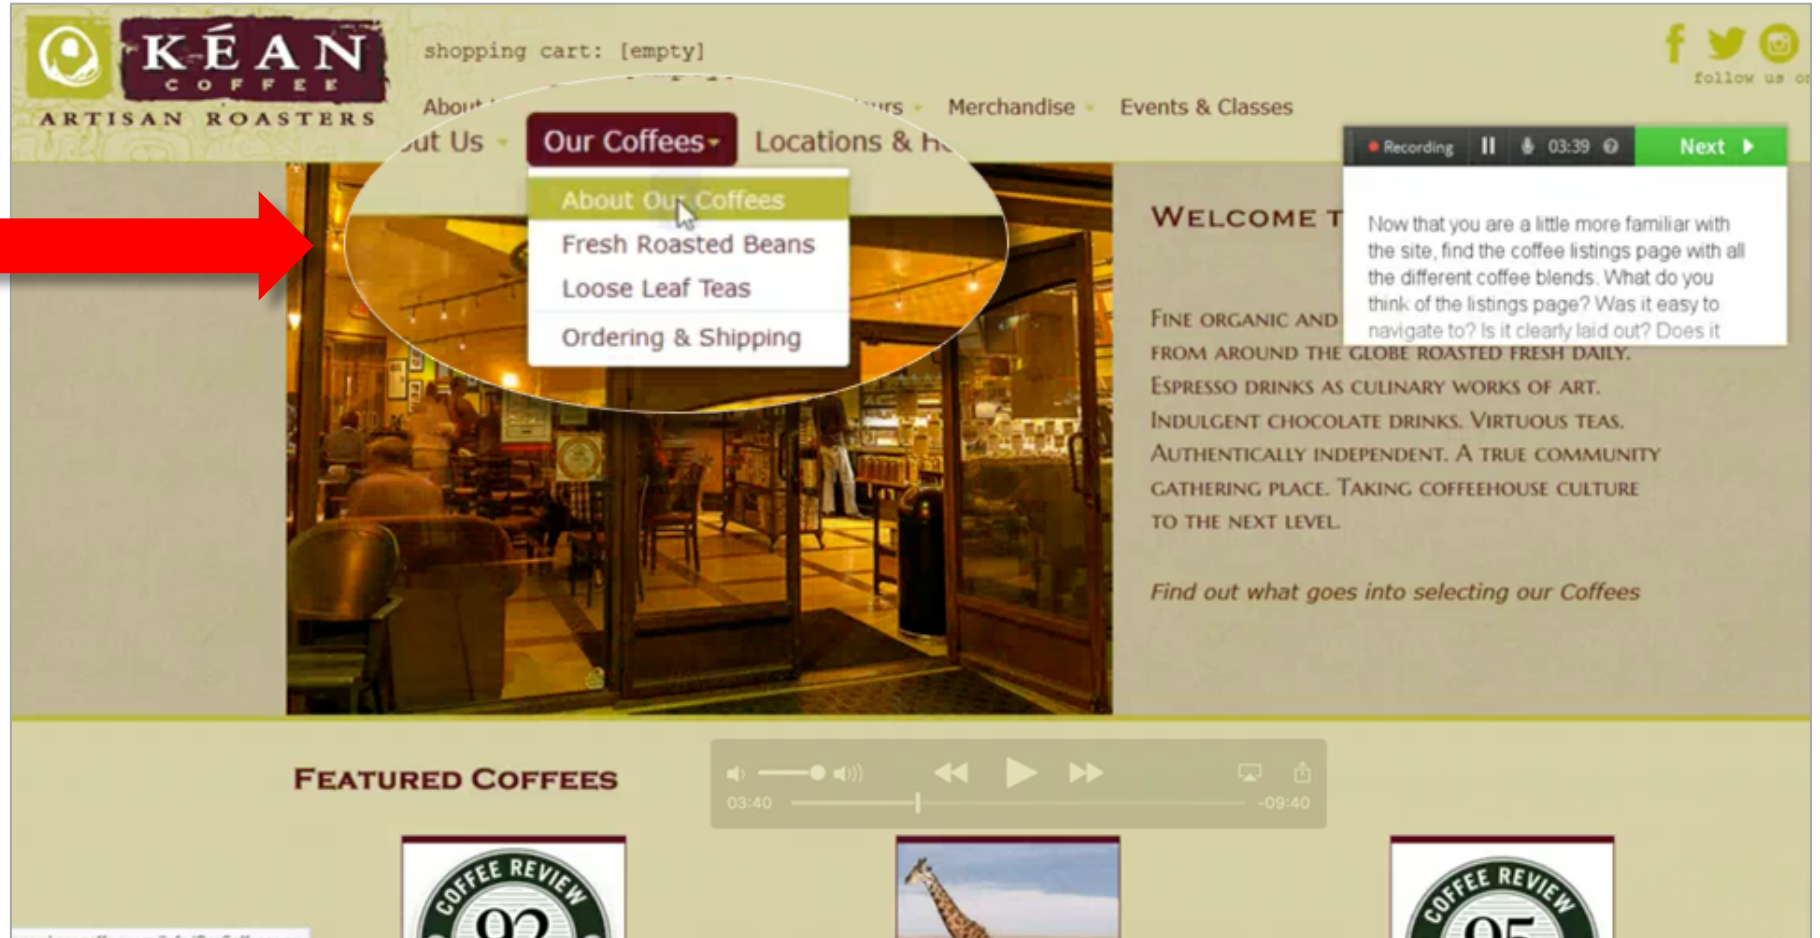 KÉAN
COFFEE
ARTISAN ROASTERS
shopping cart: [empty]
follow us
About
Merchandise
Events & Classes
Us
Our Coffees
Locations &
About Our Coffees
Fresh Roasted Beans
Loose Leaf Teas
Ordering & Shipping
Recording 03:39 Next
Now that you are a little more familiar with
the site, find the coffee listings page with all
the different coffee blends. What do you
think of the listings page? Was it easy to
navigate to? Is it clearly laid out? Does it
WELCOME
FINE ORGANIC AND
FROM AROUND THE GLOBE ROASTED FRESH DAILY.
ESPRESSO DRINKS AS CULINARY WORKS OF ART.
INDULGENT CHOCOLATE DRINKS. VIRTUOUS TEAS.
AUTHENTICALLY INDEPENDENT. A TRUE COMMUNITY
GATHERING PLACE. TAKING COFFEEHOUSE CULTURE
TO THE NEXT LEVEL.
Find out what goes into selecting our Coffees
03:40 -09:40
FEATURED COFFEES
COFFEE REVIEW
92
COFFEE REVIEW
95